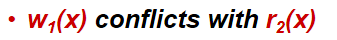 • w₁(x) conflicts with r₂(x)